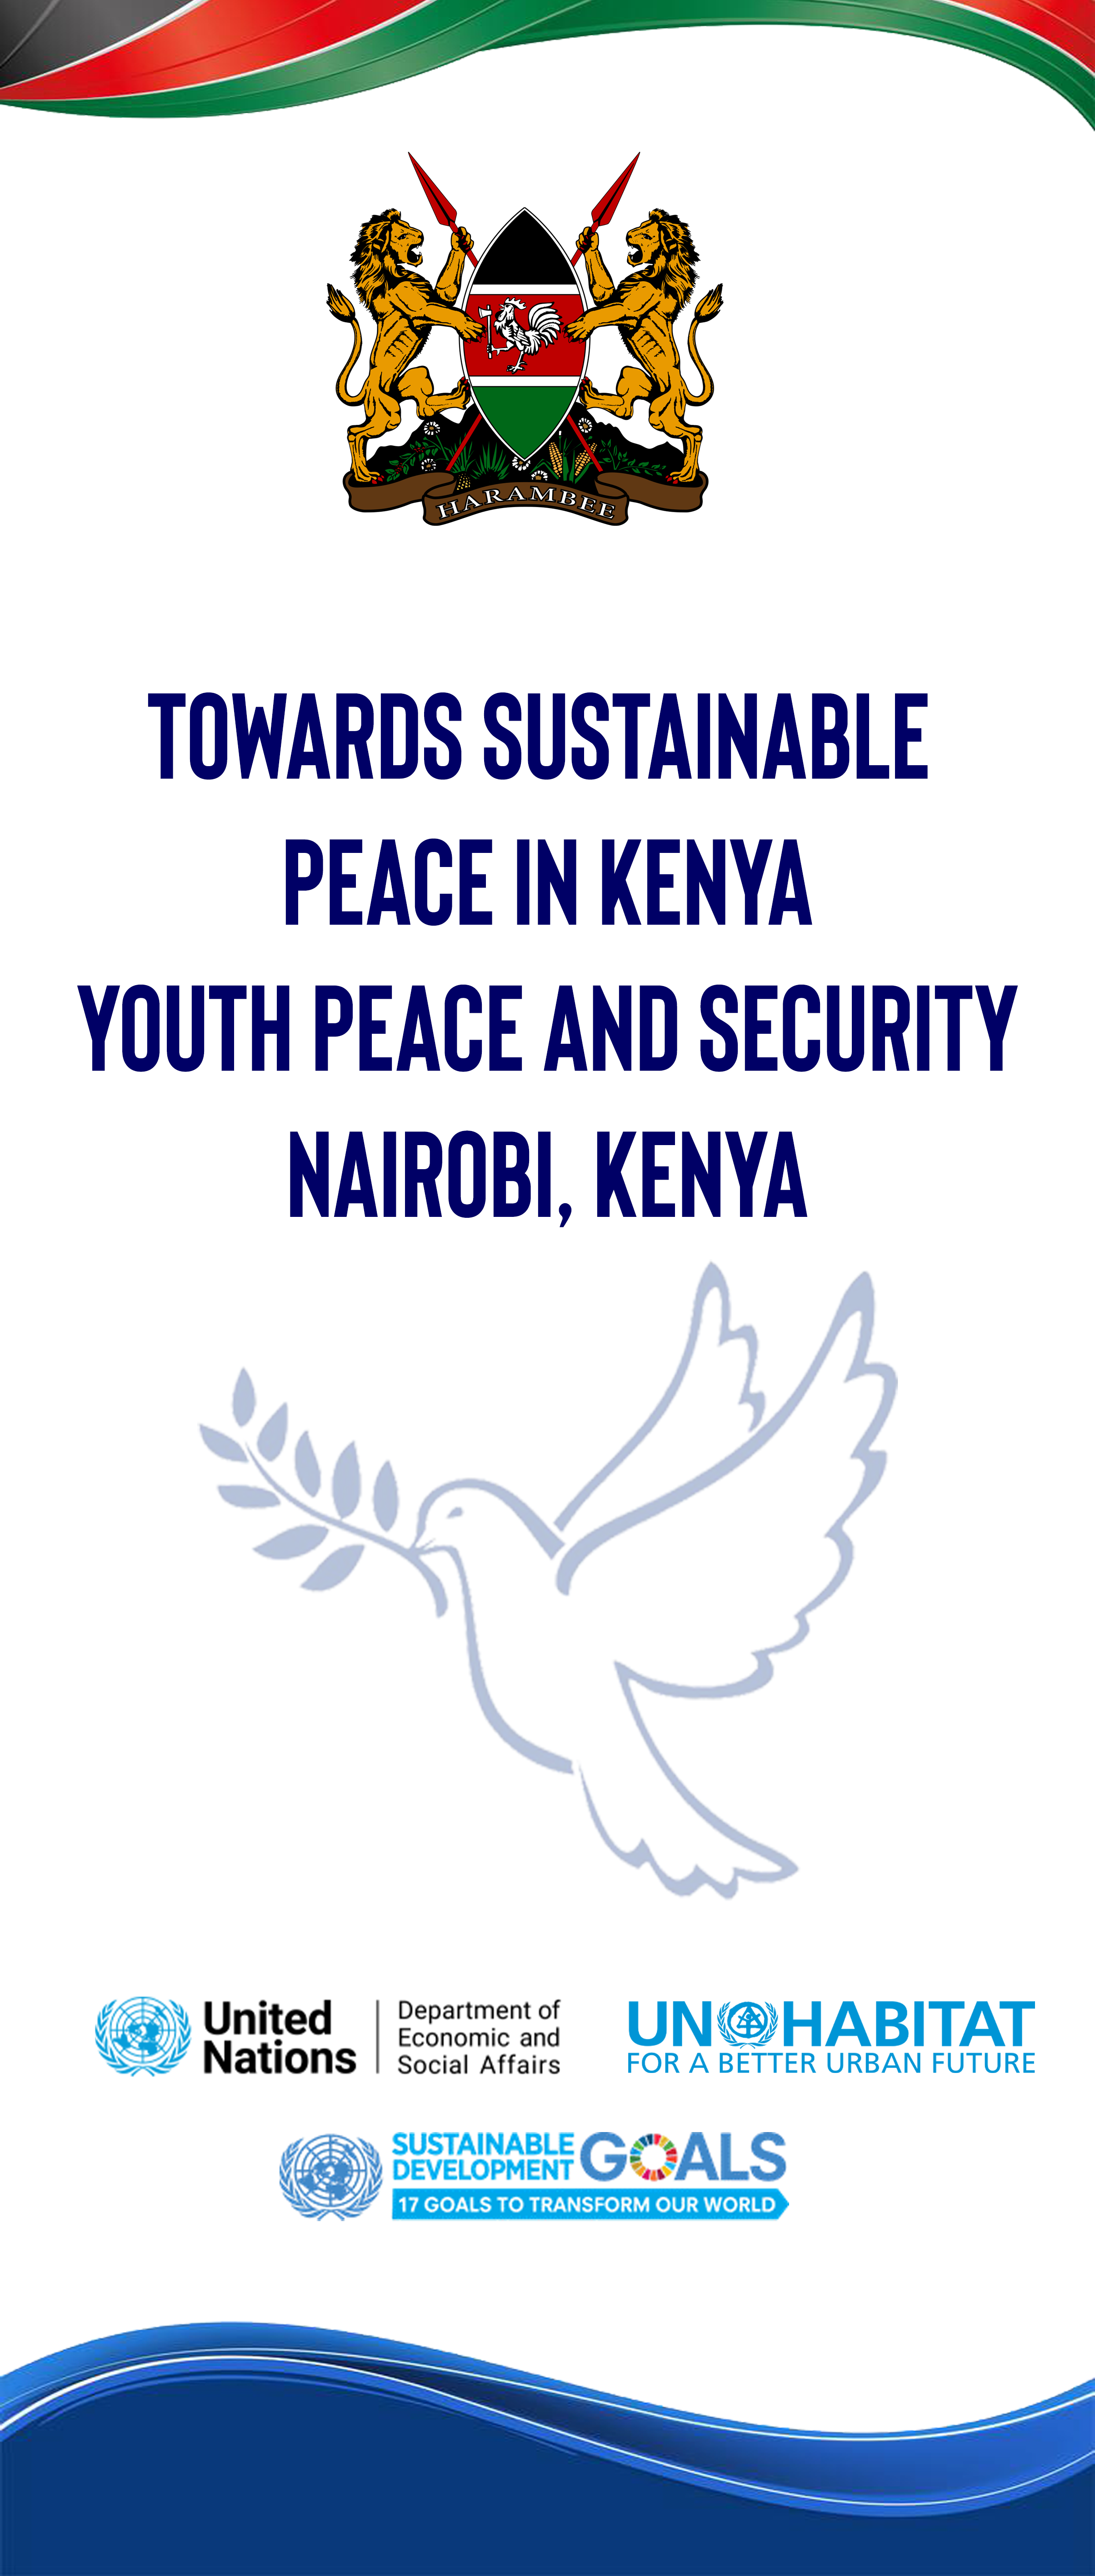 HARAMBEE
TOWARDS SUSTAINABLE
PEACE IN KENYA
YOUTH PEACE AND SECURITY
NAIROBI, KENYA
United
Nations
Department of
Economic and
Social Affairs
UN HABITAT
FOR A BETTER URBAN FUTURE
SUSTAINABLE
DEVELOPMENT
GOALS
17 GOALS TO TRANSFORM OUR WORLD